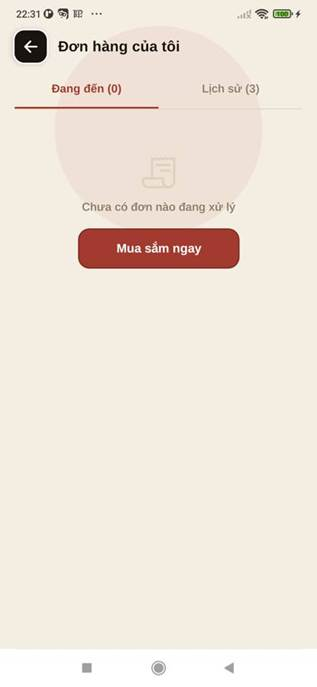 22:31
100
Đơn hàng của tôi
Đang đến (0)
Lịch sử (3)
Chưa có đơn nào đang xử lý
Mua sắm ngay